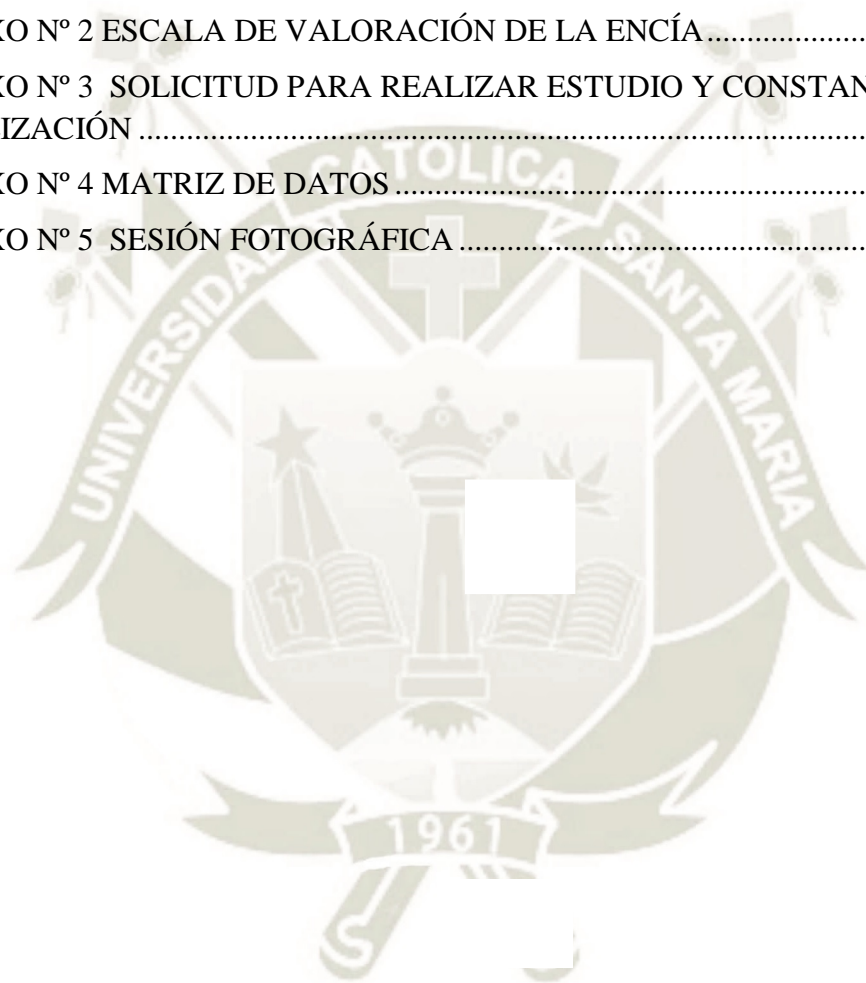 XO Nº 2 ESCALA DE VALORACIÓN DE LA ENCÍA
XO Nº 3 SOLICITUD PARA REALIZAR ESTUDIO Y CONSTAN
IZACIÓN
XO Nº 4 MATRIZ DE DATOS
XO Nº 5 SESIÓN FOTOGRÁFICA
UNIVERSIDAD CATOLICA SANTA MARIA
1961
S